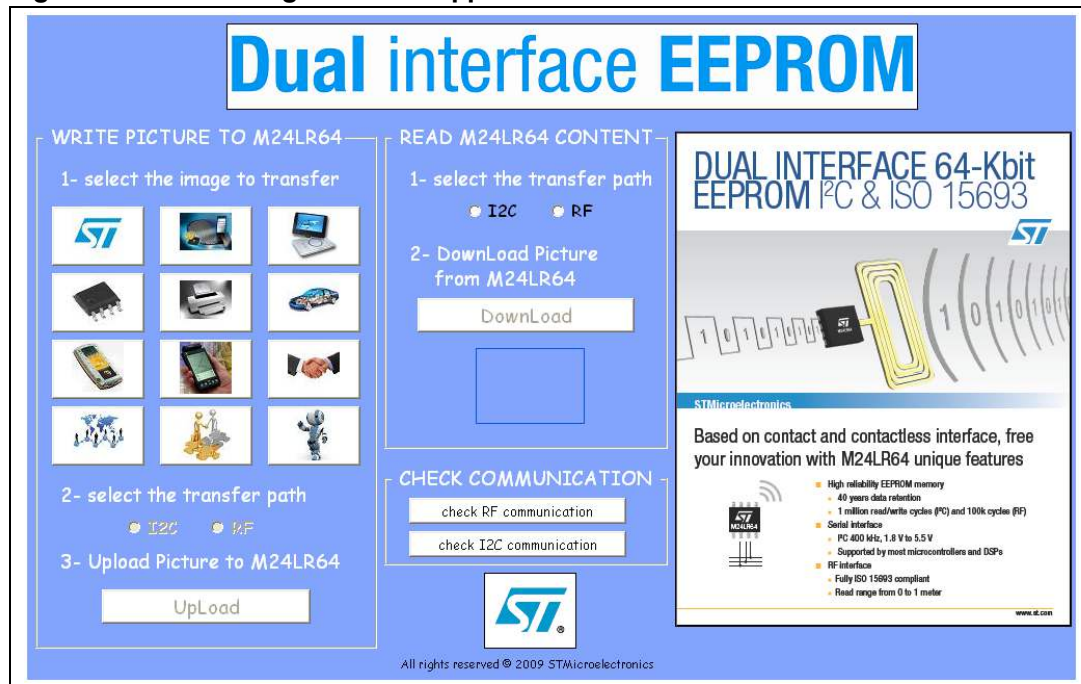 Dual interface EEPROM
WRITE PICTURE TO M24LR64
1- select the image to transfer
2- select the transfer path
I2C RF
3- Upload Picture to M24LR64
UpLoad
READ M24LR64 CONTENT
1- select the transfer path
I2C RF
2- DownLoad Picture
from M24LR64
DownLoad
CHECK COMMUNICATION
check RF communication
check I2C communication
ST
All rights reserved © 2009 STMicroelectronics
DUAL INTERFACE 64-Kbit
EEPROM I²C & ISO 15693
ST
STMicroelectronics
Based on contact and contactless interface, free
your innovation with M24LR64 unique features
M24LR64
High reliability EEPROM memory
40 years data retention
1 million read/write cycles (I²C) and 100k cycles (RF)
Serial interface
I²C 400 kHz, 1.8 V to 5.5 V
Supported by most microcontrollers and DSPs
RF interface
Fully ISO 15693 compliant
Read range from 0 to 1 meter
www.st.com